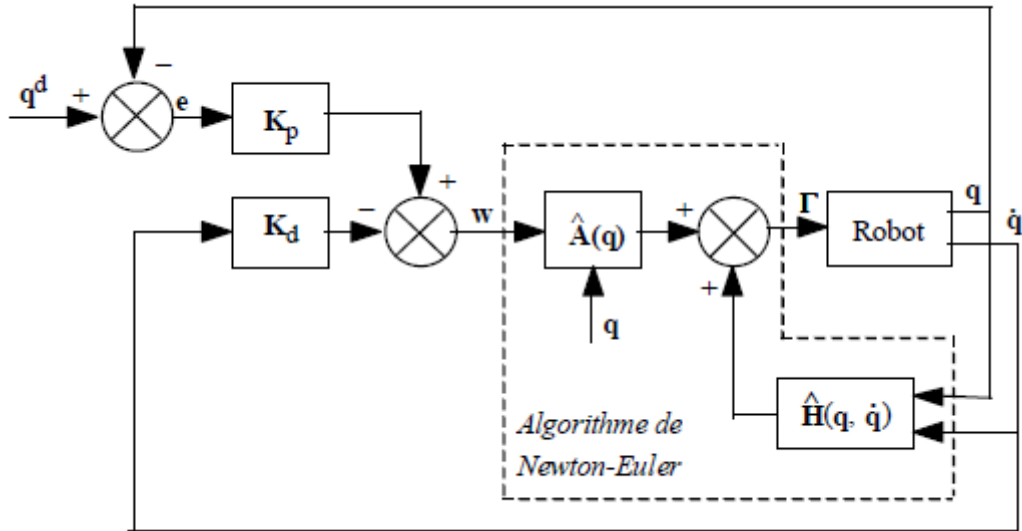 −
q^d
+
e
K_p
+
K_d
−
w
Â(q)
q
+
+
Γ
Robot
q
q̇
Ĥ(q, q̇)
Algorithme de
Newton-Euler